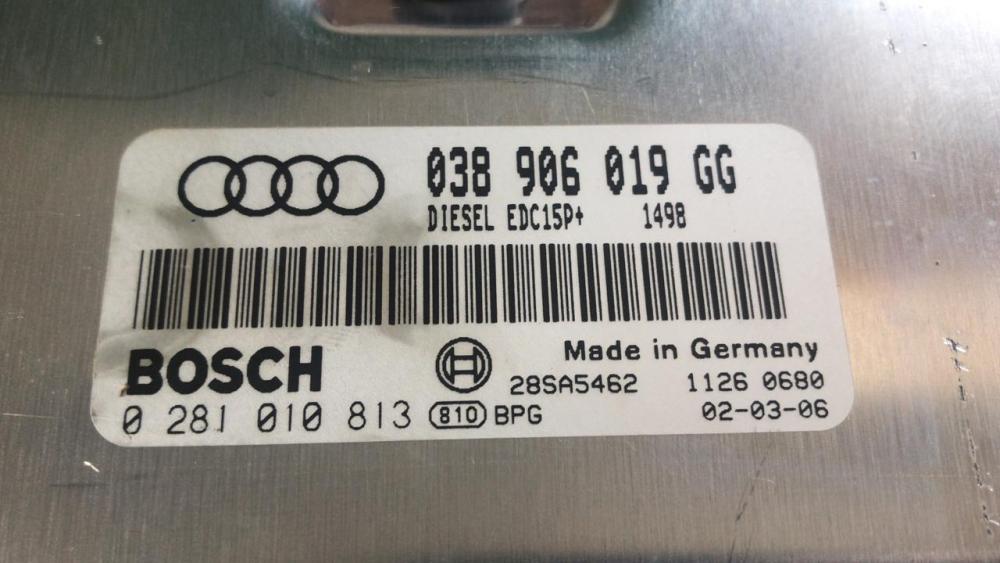 038 906 019 GG
DIESEL EDC15P+ 1498
BOSCH
Made in Germany
28SA5462 1126 0680
0 281 010 813 810 BPG 02-03-06